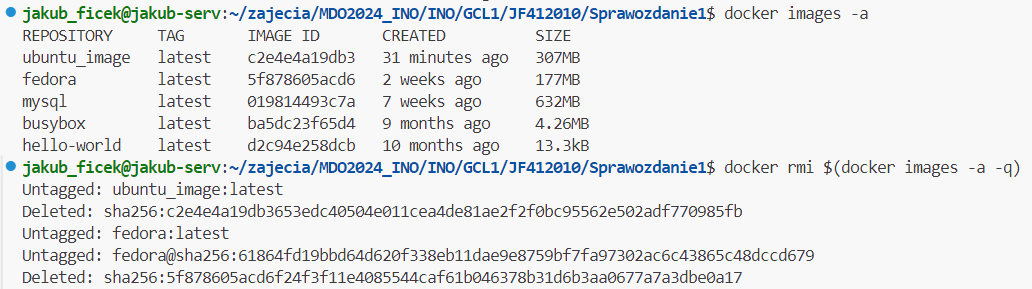 jakub_ficek@jakub-serv:~/zajecia/MDO2024_INO/INO/GCL1/JF412010/Sprawozdanie1$ docker images -a
REPOSITORY TAG IMAGE ID CREATED SIZE
ubuntu_image latest c2e4e4a19db3 31 minutes ago 307MB
fedora latest 5f878605acd6 2 weeks ago 177MB
mysql latest 019814493c7a 7 weeks ago 632MB
busybox latest ba5dc23f65d4 9 months ago 4.26MB
hello-world latest d2c94e258dcb 10 months ago 13.3kB
jakub_ficek@jakub-serv:~/zajecia/MDO2024_INO/INO/GCL1/JF412010/Sprawozdanie1$ docker rmi $(docker images -a -q)
Untagged: ubuntu_image:latest
Deleted: sha256:c2e4e4a19db3653edc40504e011cea4de81ae2f2f0bc95562e502adf770985fb
Untagged: fedora:latest
Untagged: fedora@sha256:61864fd19bbd64d620f338eb11dae9e8759bf7fa97302ac6c43865c48dccd679
Deleted: sha256:5f878605acd6f24f3f11e4085544caf61b046378b31d6b3aa0677a7a3dbe0a17